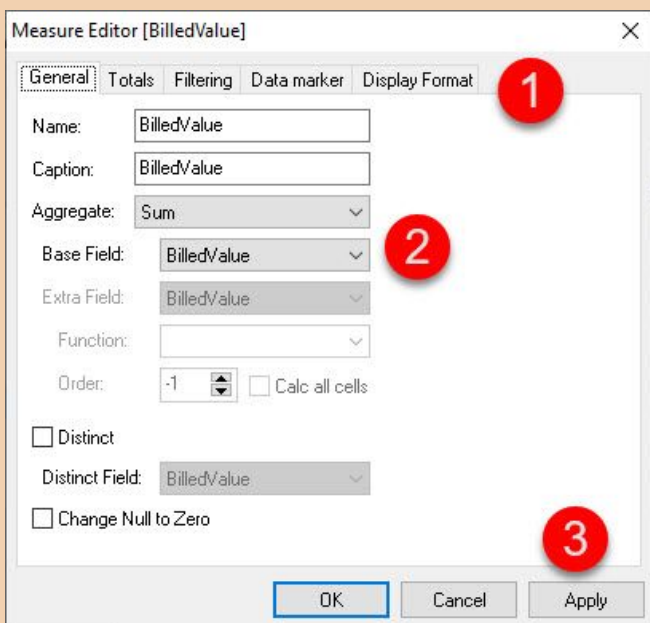 Measure Editor [BilledValue]
General Totals Filtering Data marker Display Format
1
Name: BilledValue
Caption: BilledValue
Aggregate: Sum
Base Field: BilledValue
2
Extra Field: BilledValue
Function:
Order: -1 Calc all cells
Distinct
Distinct Field: BilledValue
Change Null to Zero
3
OK Cancel Apply